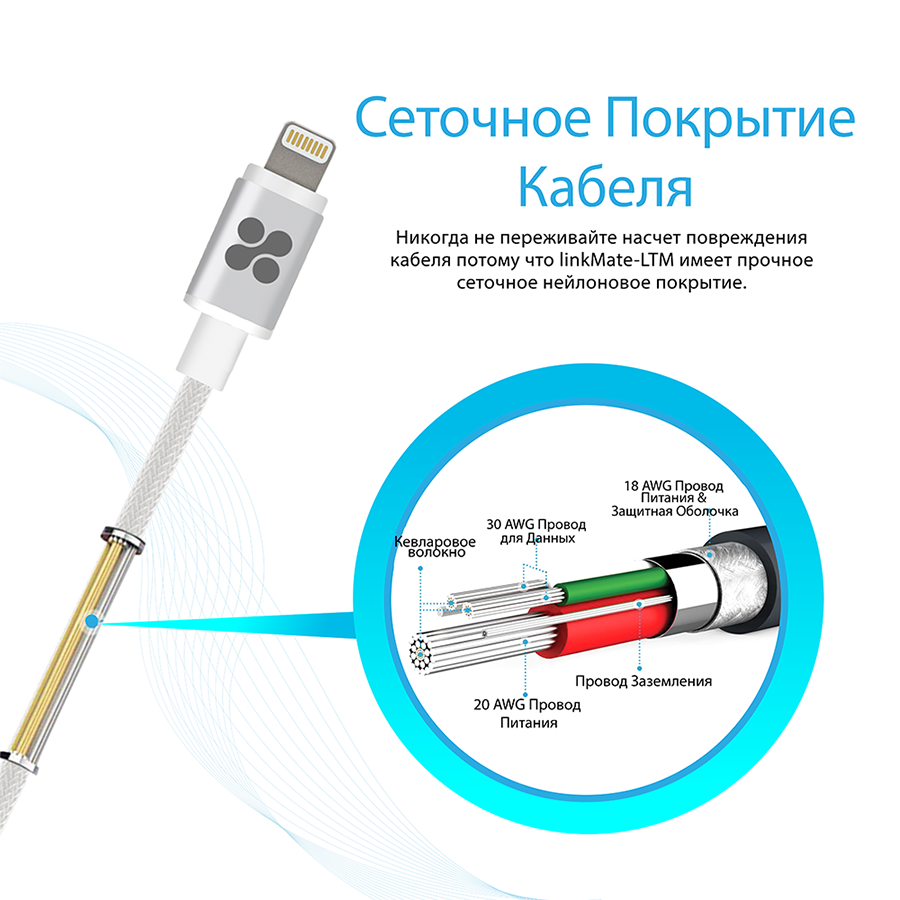 Сеточное Покрытие
Кабеля
Никогда не переживайте насчет повреждения
кабеля потому что linkMate-LTM имеет прочное
сеточное нейлоновое покрытие.
18 AWG Провод
Питания &
Защитная Оболочка
30 AWG Провод
для Данных
Кевларовое
волокно
Провод Заземления
20 AWG Провод
Питания